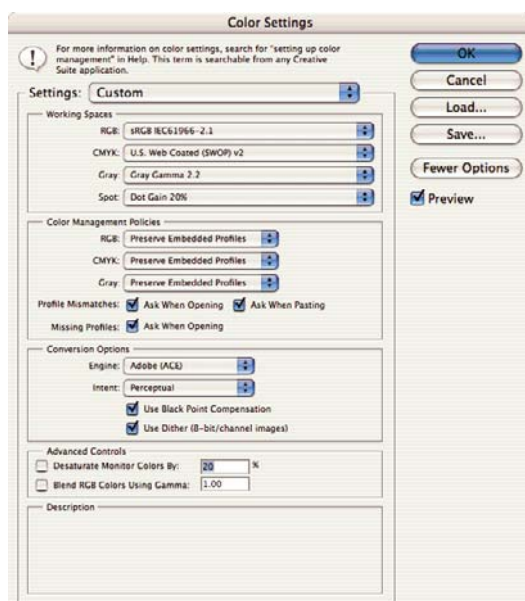 Color Settings
For more information on color settings, search for "setting up color
management" in Help. This term is searchable from any Creative
Suite application.
Settings: Custom
Working Spaces
RGB: sRGB IEC61966-2.1
CMYK: U.S. Web Coated (SWOP) v2
Gray: Gray Gamma 2.2
Spot: Dot Gain 20%
Color Management Policies
RGB: Preserve Embedded Profiles
CMYK: Preserve Embedded Profiles
Gray: Preserve Embedded Profiles
Profile Mismatches: Ask When Opening Ask When Pasting
Missing Profiles: Ask When Opening
Conversion Options
Engine: Adobe (ACE)
Intent: Perceptual
Use Black Point Compensation
Use Dither (8-bit/channel images)
Advanced Controls
Desaturate Monitor Colors By: 20 %
Blend RGB Colors Using Gamma: 1.00
Description
OK
Cancel
Load...
Save...
Fewer Options
Preview